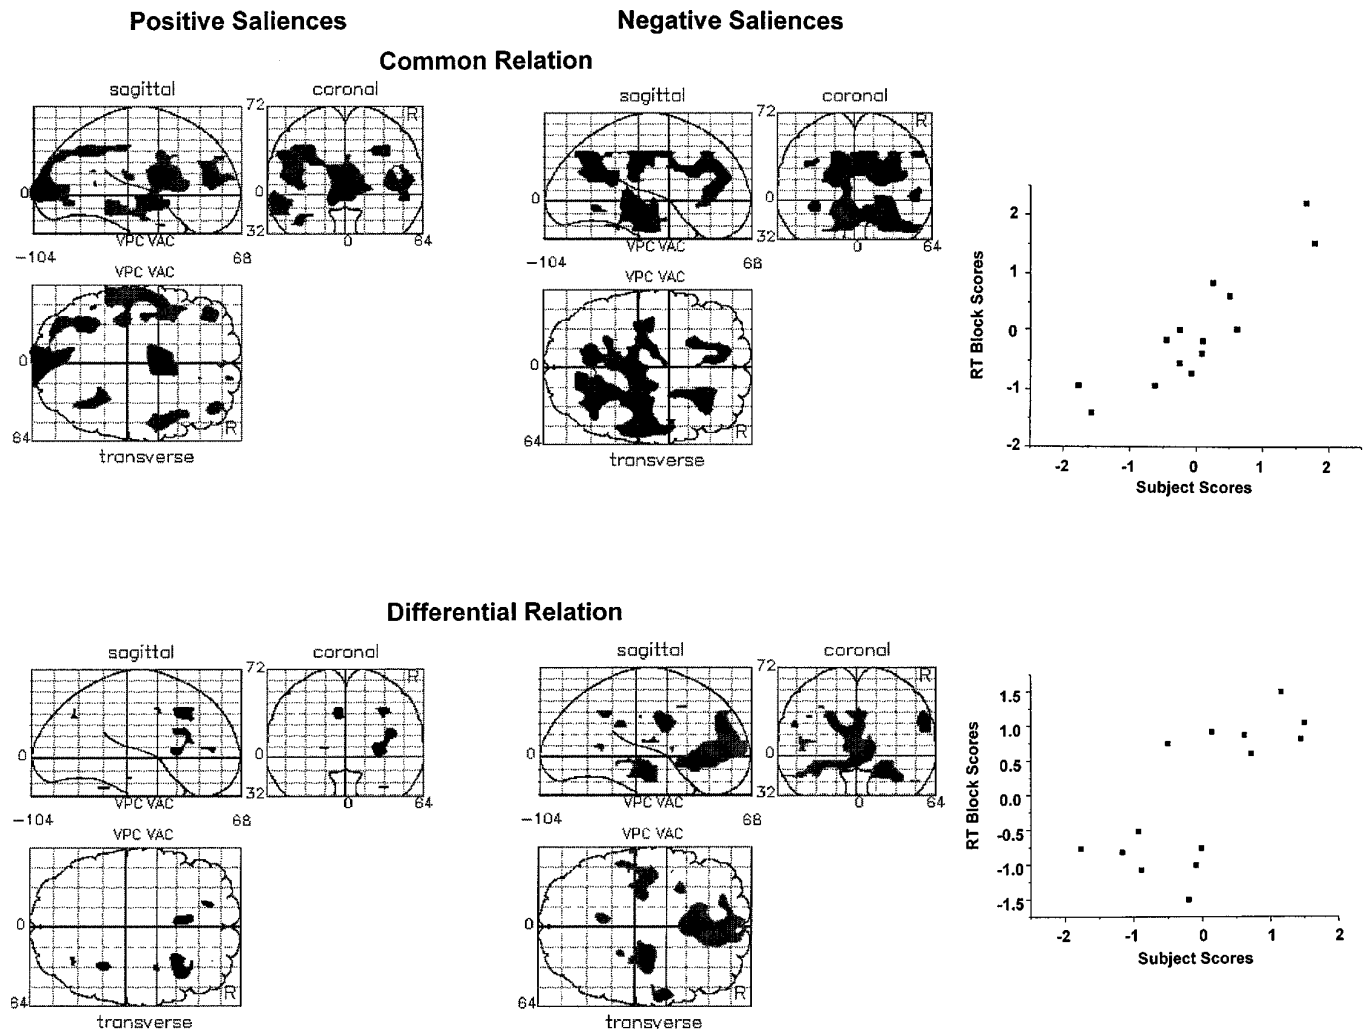 Positive Saliences
Negative Saliences
Common Relation
sagittal
coronal
72
R
0
0
32
VPC VAC
0
64
-104
68
VPC VAC
0
64
R
transverse
sagittal
coronal
72
R
0
0
32
VPC VAC
0
64
-104
68
VPC VAC
0
64
R
transverse
RT Block Scores
2
1
0
-1
-2
-2
-1
0
1
2
Subject Scores
Differential Relation
sagittal
coronal
72
R
0
0
32
VPC VAC
0
64
-104
68
VPC VAC
0
64
R
transverse
sagittal
coronal
72
R
0
0
32
VPC VAC
0
64
-104
68
VPC VAC
0
64
R
transverse
RT Block Scores
1.5
1.0
0.5
0.0
-0.5
-1.0
-1.5
-2
-1
0
1
2
Subject Scores